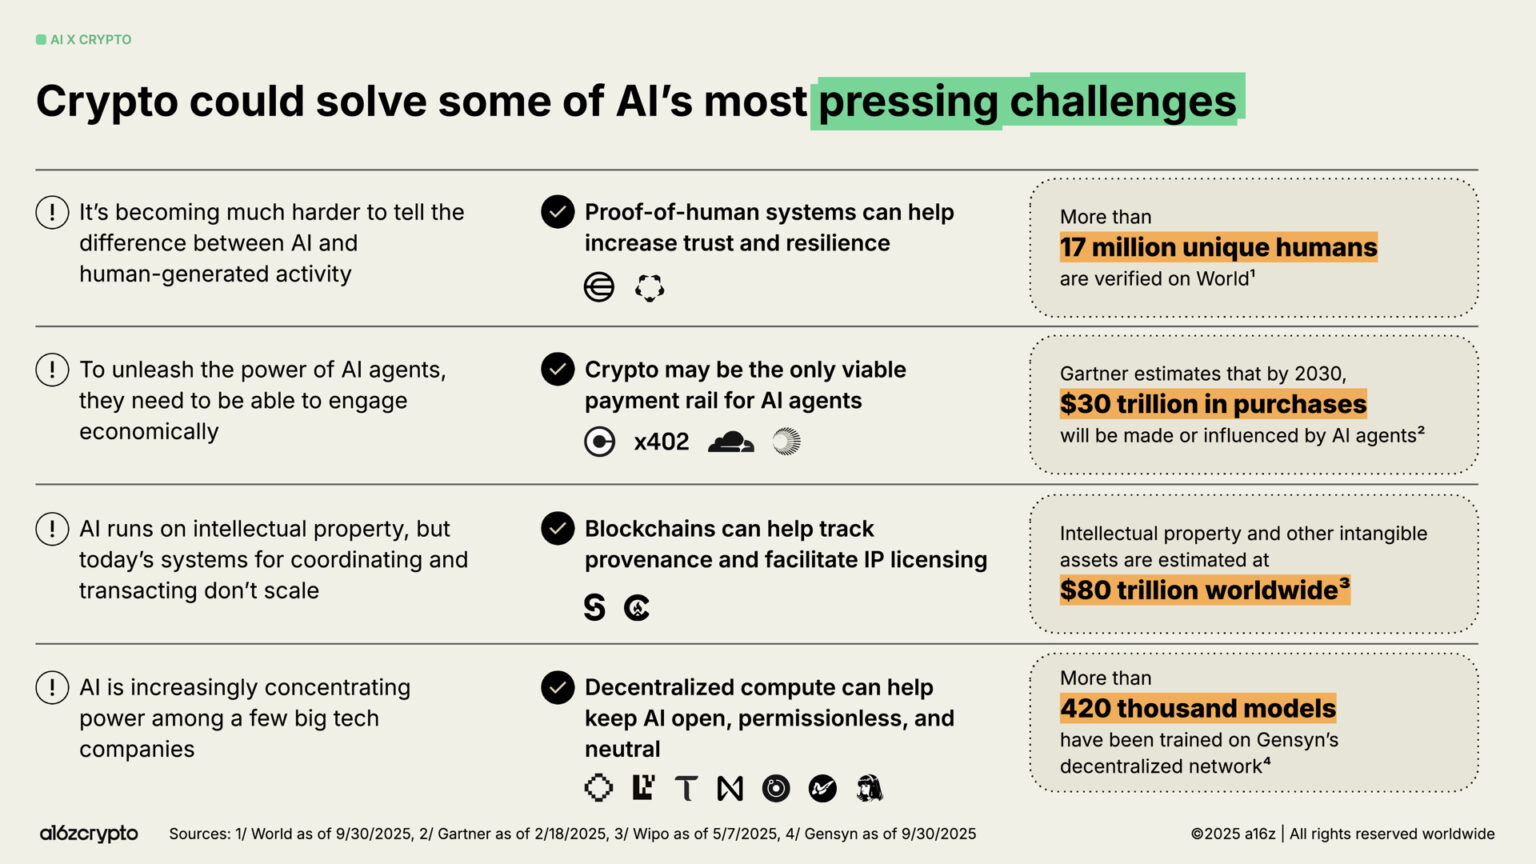 AI X CRYPTO
Crypto could solve some of AI’s most pressing challenges
It’s becoming much harder to tell the
difference between AI and
human-generated activity
Proof-of-human systems can help
increase trust and resilience
More than
17 million unique humans
are verified on World¹
To unleash the power of AI agents,
they need to be able to engage
economically
Crypto may be the only viable
payment rail for AI agents
x402
Gartner estimates that by 2030,
$30 trillion in purchases
will be made or influenced by AI agents²
AI runs on intellectual property, but
today’s systems for coordinating and
transacting don’t scale
Blockchains can help track
provenance and facilitate IP licensing
Intellectual property and other intangible
assets are estimated at
$80 trillion worldwide³
AI is increasingly concentrating
power among a few big tech
companies
Decentralized compute can help
keep AI open, permissionless, and
neutral
More than
420 thousand models
have been trained on Gensyn’s
decentralized network⁴
a16zcrypto
Sources: 1/ World as of 9/30/2025, 2/ Gartner as of 2/18/2025, 3/ Wipo as of 5/7/2025, 4/ Gensyn as of 9/30/2025
©2025 a16z | All rights reserved worldwide